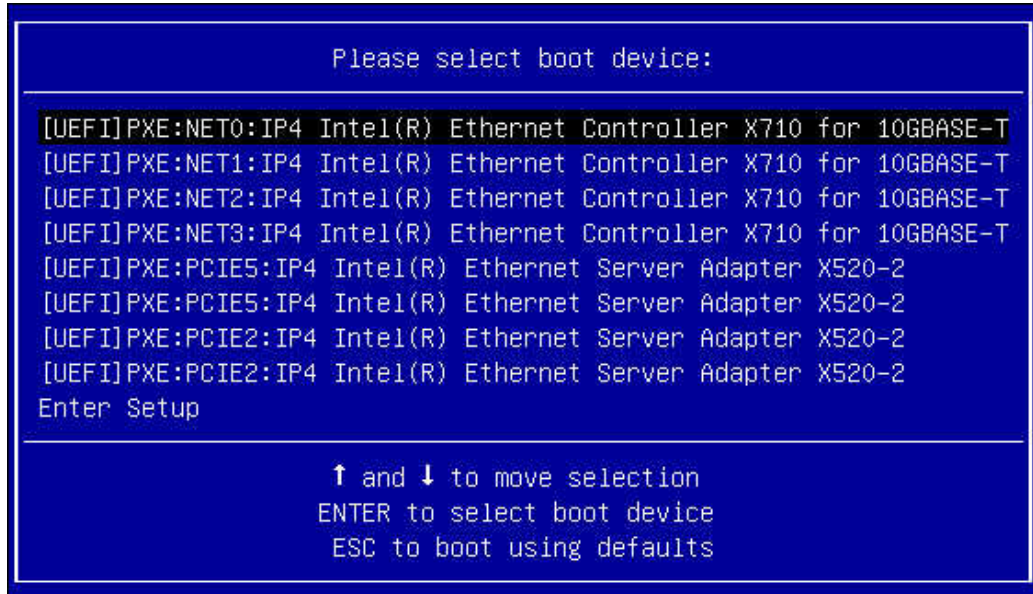 Please select boot device:
[UEFI]PXE:NET0:IP4 Intel(R) Ethernet Controller X710 for 10GBASE-T
[UEFI]PXE:NET1:IP4 Intel(R) Ethernet Controller X710 for 10GBASE-T
[UEFI]PXE:NET2:IP4 Intel(R) Ethernet Controller X710 for 10GBASE-T
[UEFI]PXE:NET3:IP4 Intel(R) Ethernet Controller X710 for 10GBASE-T
[UEFI]PXE:PCIE5:IP4 Intel(R) Ethernet Server Adapter X520-2
[UEFI]PXE:PCIE5:IP4 Intel(R) Ethernet Server Adapter X520-2
[UEFI]PXE:PCIE2:IP4 Intel(R) Ethernet Server Adapter X520-2
[UEFI]PXE:PCIE2:IP4 Intel(R) Ethernet Server Adapter X520-2
Enter Setup
↑ and ↓ to move selection
ENTER to select boot device
ESC to boot using defaults